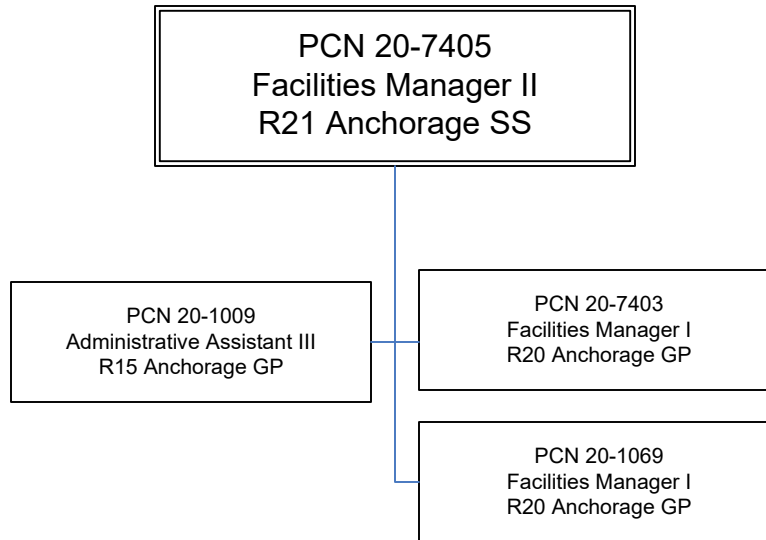 PCN 20-7405
Facilities Manager II
R21 Anchorage SS
PCN 20-1009
Administrative Assistant III
R15 Anchorage GP
PCN 20-7403
Facilities Manager I
R20 Anchorage GP
PCN 20-1069
Facilities Manager I
R20 Anchorage GP